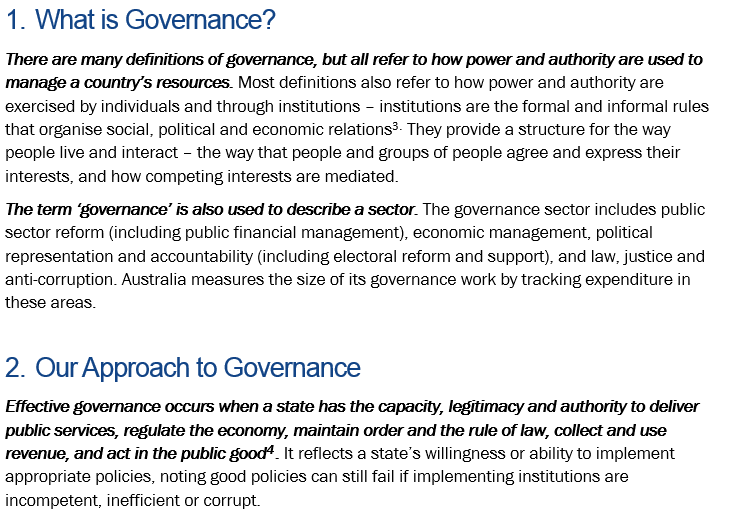 1. What is Governance?
There are many definitions of governance, but all refer to how power and authority are used to
manage a country's resources. Most definitions also refer to how power and authority are
exercised by individuals and through institutions – institutions are the formal and informal rules
that organise social, political and economic relations³. They provide a structure for the way
people live and interact – the way that people and groups of people agree and express their
interests, and how competing interests are mediated.
The term ‘governance’ is also used to describe a sector. The governance sector includes public
sector reform (including public financial management), economic management, political
representation and accountability (including electoral reform and support), and law, justice and
anti-corruption. Australia measures the size of its governance work by tracking expenditure in
these areas.
2. Our Approach to Governance
Effective governance occurs when a state has the capacity, legitimacy and authority to deliver
public services, regulate the economy, maintain order and the rule of law, collect and use
revenue, and act in the public good⁴. It reflects a state’s willingness or ability to implement
appropriate policies, noting good policies can still fail if implementing institutions are
incompetent, inefficient or corrupt.